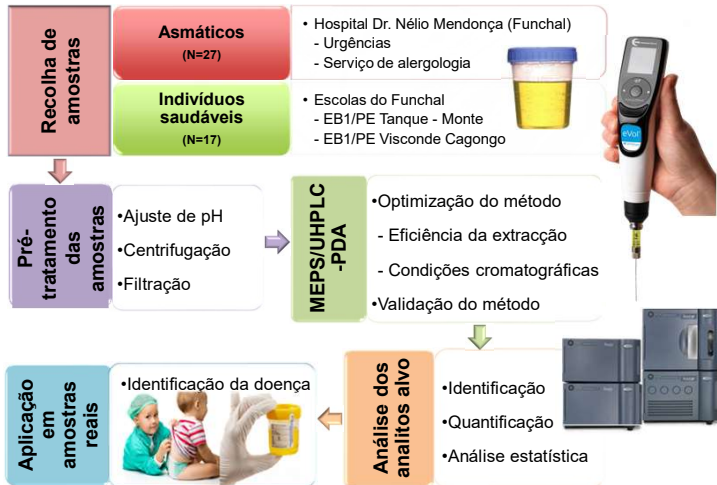 Recolha de
amostras
Asmáticos
(N=27)
• Hospital Dr. Nélio Mendonça (Funchal)
- Urgências
- Serviço de alergologia
Indivíduos
saudáveis
(N=17)
• Escolas do Funchal
- EB1/PE Tanque - Monte
- EB1/PE Visconde Cagongo
eVol
Pré-
tratamento
das
amostras
•Ajuste de pH
•Centrifugação
•Filtração
MEPS/UHPLC
-PDA
•Optimização do método
- Eficiência da extracção
- Condições cromatográficas
•Validação do método
Análise dos
analitos alvo
•Identificação
•Quantificação
•Análise estatística
Aplicação
em
amostras
reais
•Identificação da doença